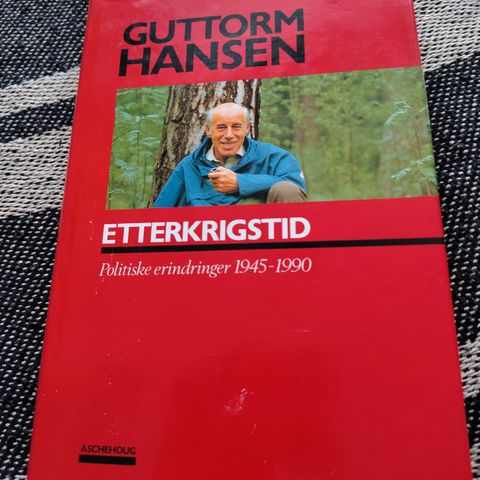 GUTTORM
HANSEN
ETTERKRIGSTID
Politiske erindringer 1945-1990
ASCHEHOUG